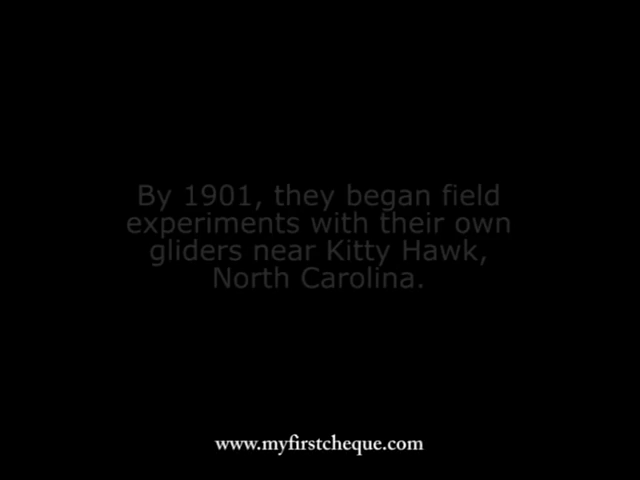 By 1901, they began field
experiments with their own
gliders near Kitty Hawk,
North Carolina.
www.myfirstcheque.com